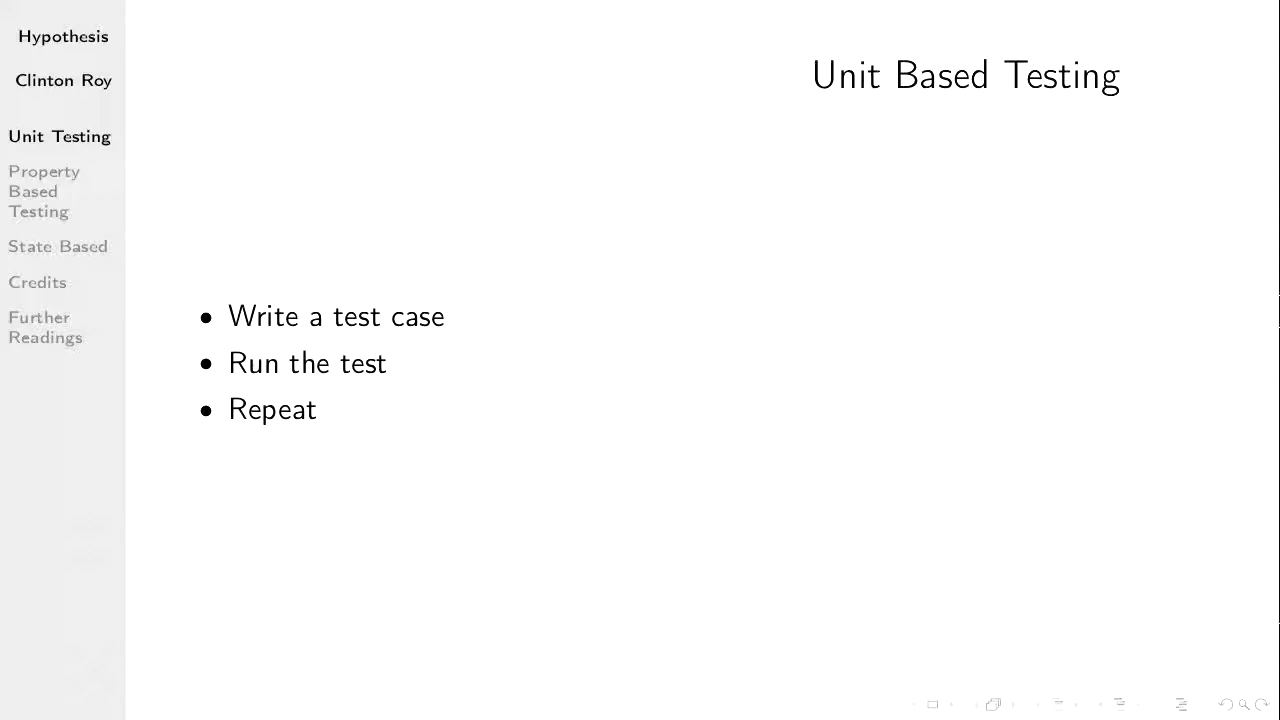 Hypothesis
Clinton Roy
Unit Testing
Property
Based
Testing
State Based
Credits
Further
Readings
Unit Based Testing
• Write a test case
• Run the test
• Repeat